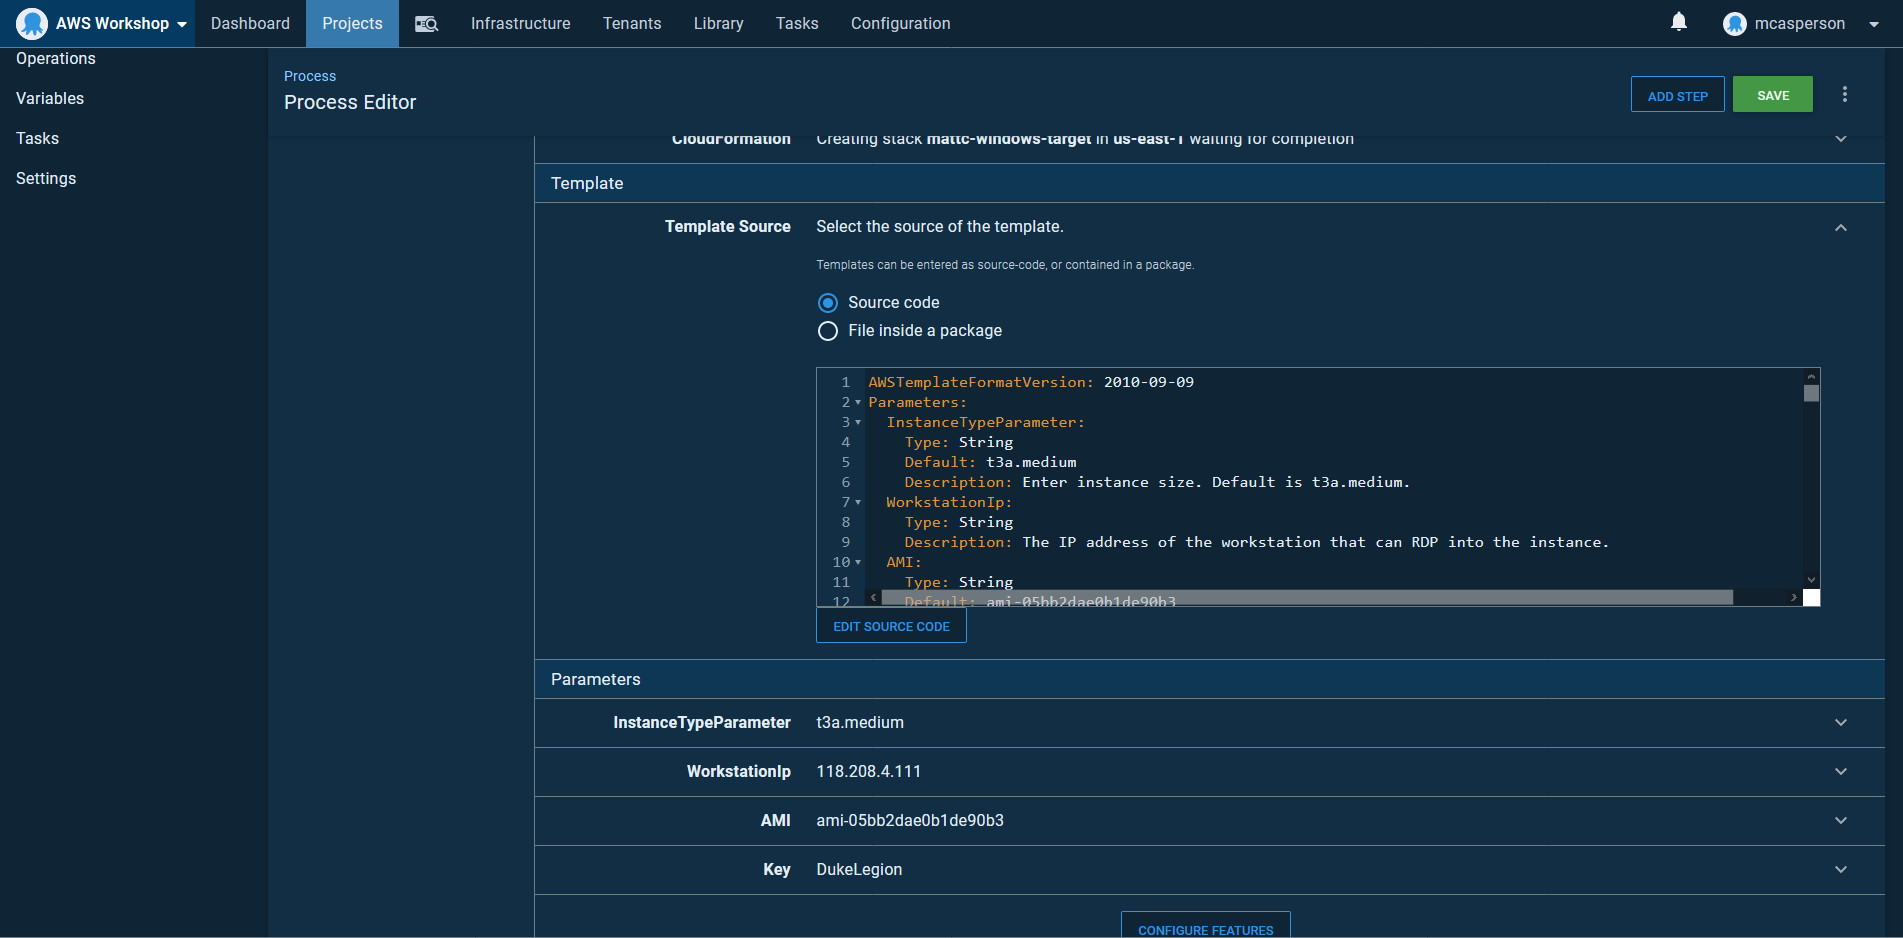 AWS Workshop
Dashboard
Projects
Infrastructure
Tenants
Library
Tasks
Configuration
mcasperson
Operations
Variables
Tasks
Settings
Process
Process Editor
ADD STEP
SAVE
CloudFormation Creating stack mattc-windows-target in us-east-1 waiting for completion
Template
Template Source Select the source of the template.
Templates can be entered as source-code, or contained in a package.
Source code
File inside a package
1 AWSTemplateFormatVersion: 2010-09-09
2 Parameters:
3 InstanceTypeParameter:
4 Type: String
5 Default: t3a.medium
6 Description: Enter instance size. Default is t3a.medium.
7 WorkstationIp:
8 Type: String
9 Description: The IP address of the workstation that can RDP into the instance.
10 AMI:
11 Type: String
12 Default: ami-05bb2dae0b1de90b3
EDIT SOURCE CODE
Parameters
InstanceTypeParameter t3a.medium
WorkstationIp 118.208.4.111
AMI ami-05bb2dae0b1de90b3
Key DukeLegion
CONFIGURE FEATURES